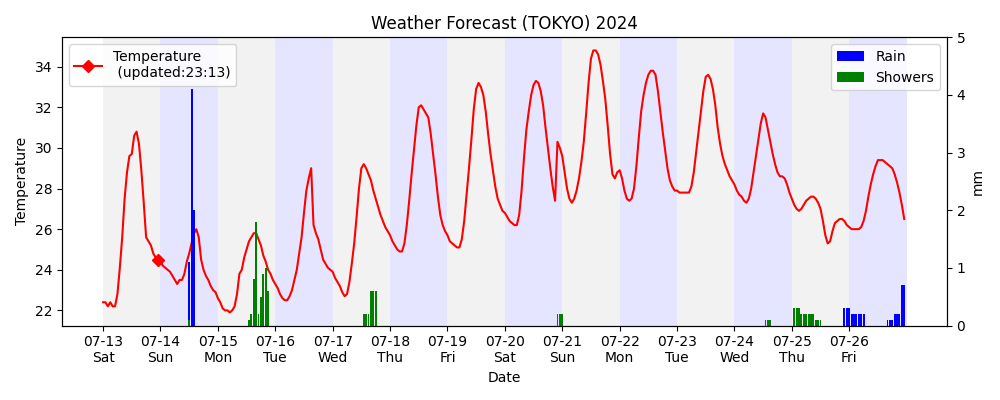 Weather Forecast (TOKYO) 2024
Temperature
(updated:23:13)
Rain
Showers
Temperature
34
32
30
28
26
24
22
5
4
3
2
1
0
mm
07-13 07-14 07-15 07-16 07-17 07-18 07-19 07-20 07-21 07-22 07-23 07-24 07-25 07-26
Sat Sun Mon Tue Wed Thu Fri Sat Sun Mon Tue Wed Thu Fri
Date